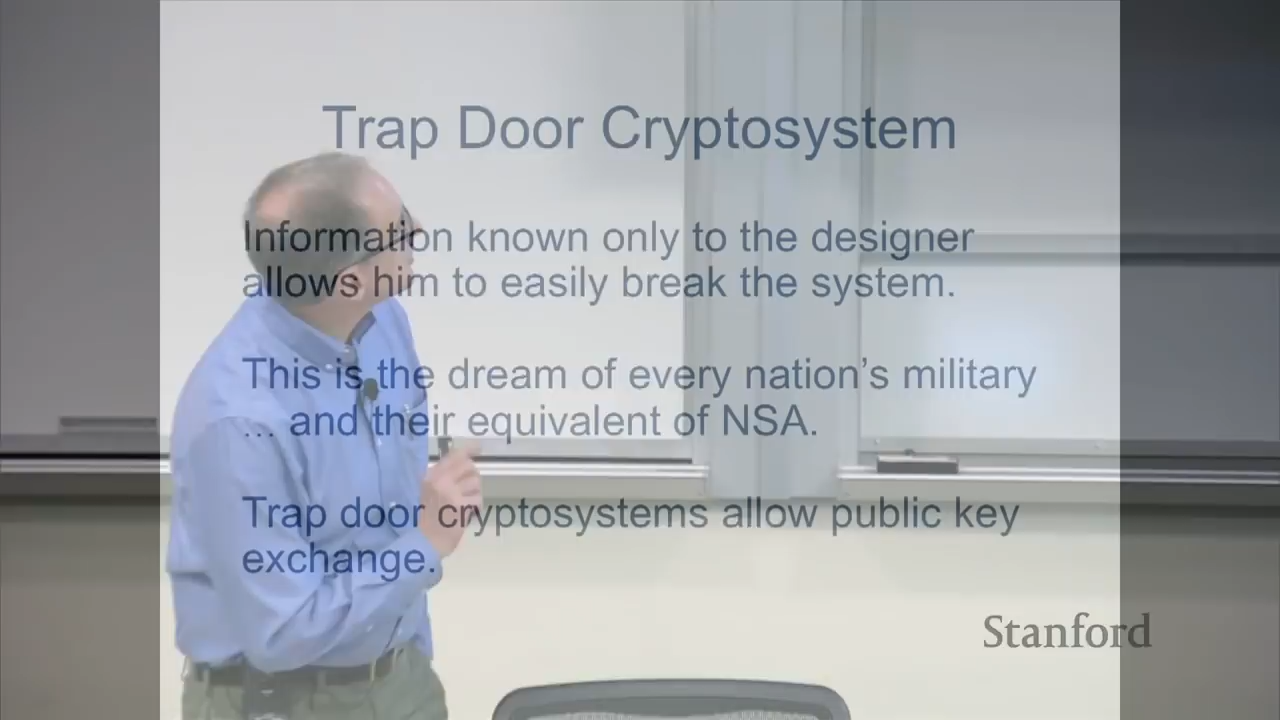 Trap Door Cryptosystem
Information known only to the designer
allows him to easily break the system.
This is the dream of every nation's military
... and their equivalent of NSA.
Trap door cryptosystems allow public key
exchange.
Stanford